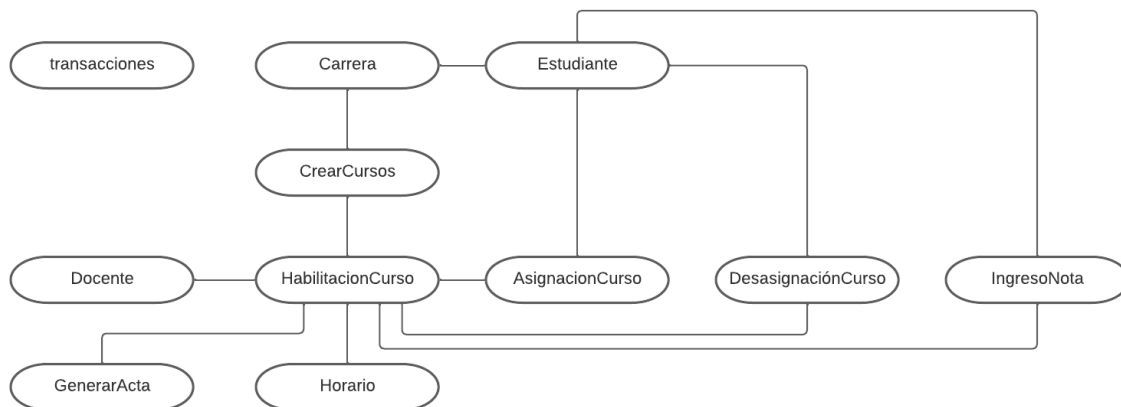 transacciones
Carrera
Estudiante
CrearCursos
Docente
HabilitacionCurso
AsignacionCurso
DesasignaciónCurso
IngresoNota
GenerarActa
Horario